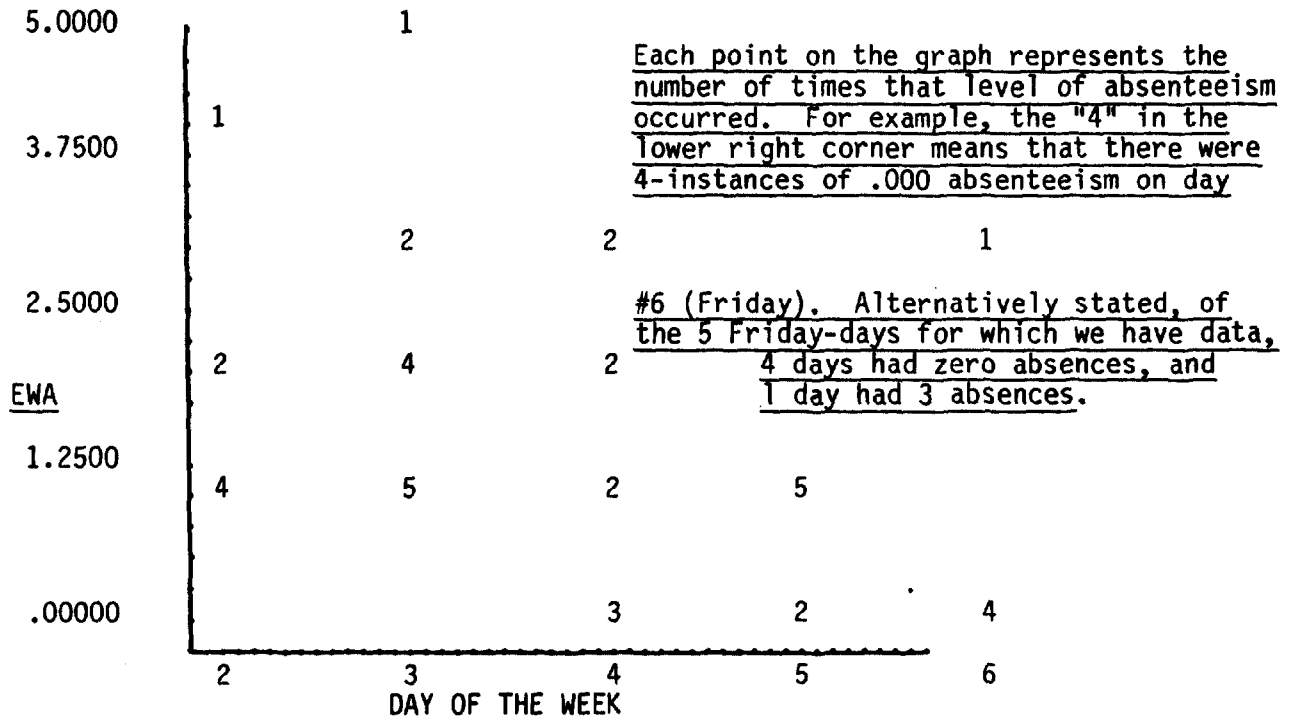 5.0000 1
Each point on the graph represents the
number of times that level of absenteeism
1 occurred. For example, the "4" in the
3.7500 lower right corner means that there were
4-instances of .000 absenteeism on day
2 2 1
2.5000 #6 (Friday). Alternatively stated, of
the 5 Friday-days for which we have data,
2 4 2 4 days had zero absences, and
EWA 1 day had 3 absences.
1.2500
4 5 2 5
.00000 3 2 4
2 3 4 5 6
DAY OF THE WEEK